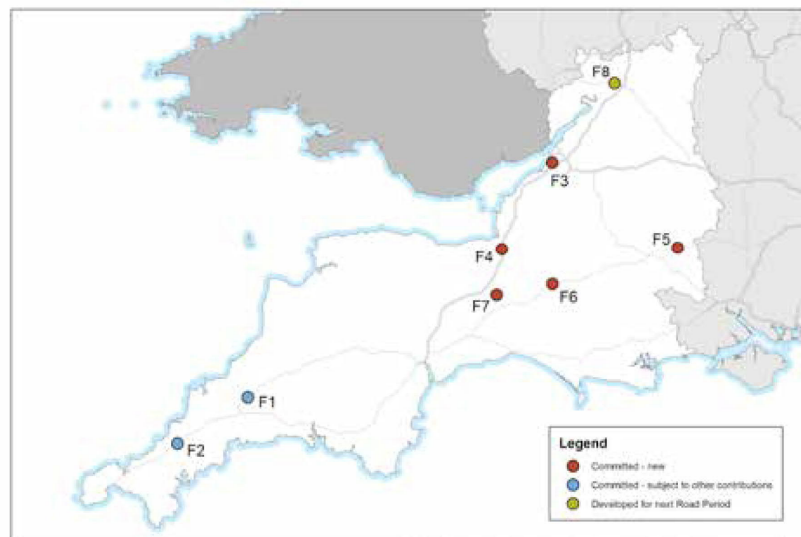 F8
F3
F5
F4
F6
F7
F1
F2
Legend
Committed - new
Committed - subject to other contributions
Developed for next Road Period